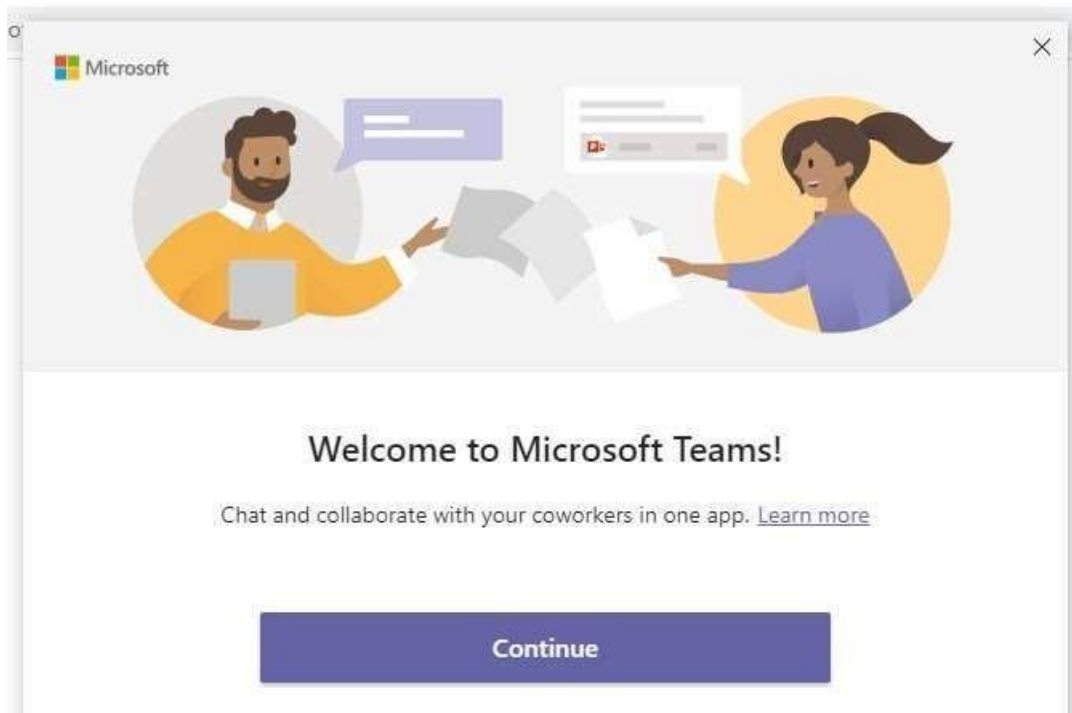 Microsoft
Welcome to Microsoft Teams!
Chat and collaborate with your coworkers in one app. Learn more
Continue